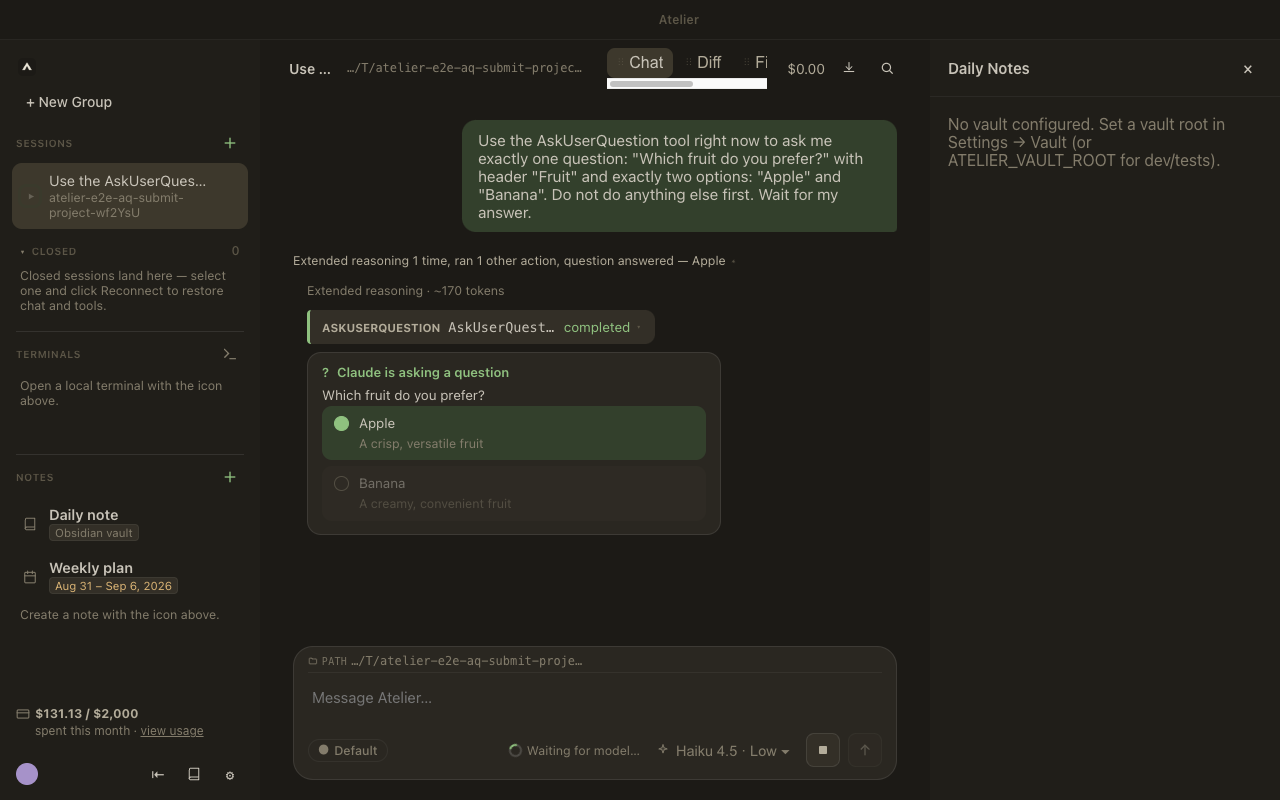 Atelier
+ New Group
SESSIONS
Use the AskUserQues...
atelier-e2e-aq-submit-
project-wf2YsU
CLOSED 0
Closed sessions land here — select
one and click Reconnect to restore
chat and tools.
TERMINALS
Open a local terminal with the icon
above.
NOTES
Daily note
Obsidian vault
Weekly plan
Aug 31 – Sep 6, 2026
Create a note with the icon above.
$131.13 / $2,000
spent this month · view usage
Use ... …/T/atelier-e2e-aq-submit-projec… Chat Diff Fi $0.00
Use the AskUserQuestion tool right now to ask me
exactly one question: "Which fruit do you prefer?" with
header "Fruit" and exactly two options: "Apple" and
"Banana". Do not do anything else first. Wait for my
answer.
Extended reasoning 1 time, ran 1 other action, question answered — Apple
Extended reasoning · ~170 tokens
ASKUSERQUESTION AskUserQuest… completed
? Claude is asking a question
Which fruit do you prefer?
Apple
A crisp, versatile fruit
Banana
A creamy, convenient fruit
PATH …/T/atelier-e2e-aq-submit-proje…
Message Atelier...
Default Waiting for model... Haiku 4.5 · Low
Daily Notes ×
No vault configured. Set a vault root in
Settings → Vault (or
ATELIER_VAULT_ROOT for dev/tests).